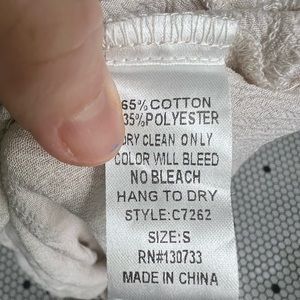 65% COTTON
35% POLYESTER
DRY CLEAN ONLY
COLOR WILL BLEED
NO BLEACH
HANG TO DRY
STYLE:C7262
SIZE:S
RN#130733
MADE IN CHINA